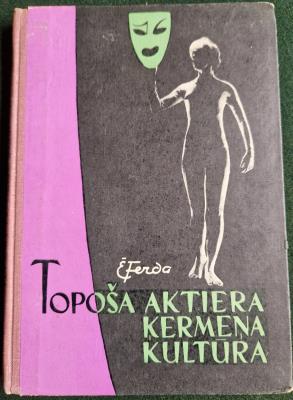 Ē Ferda
TOPOŠA AKTIERA
ĶERMEŅA
KULTŪRA